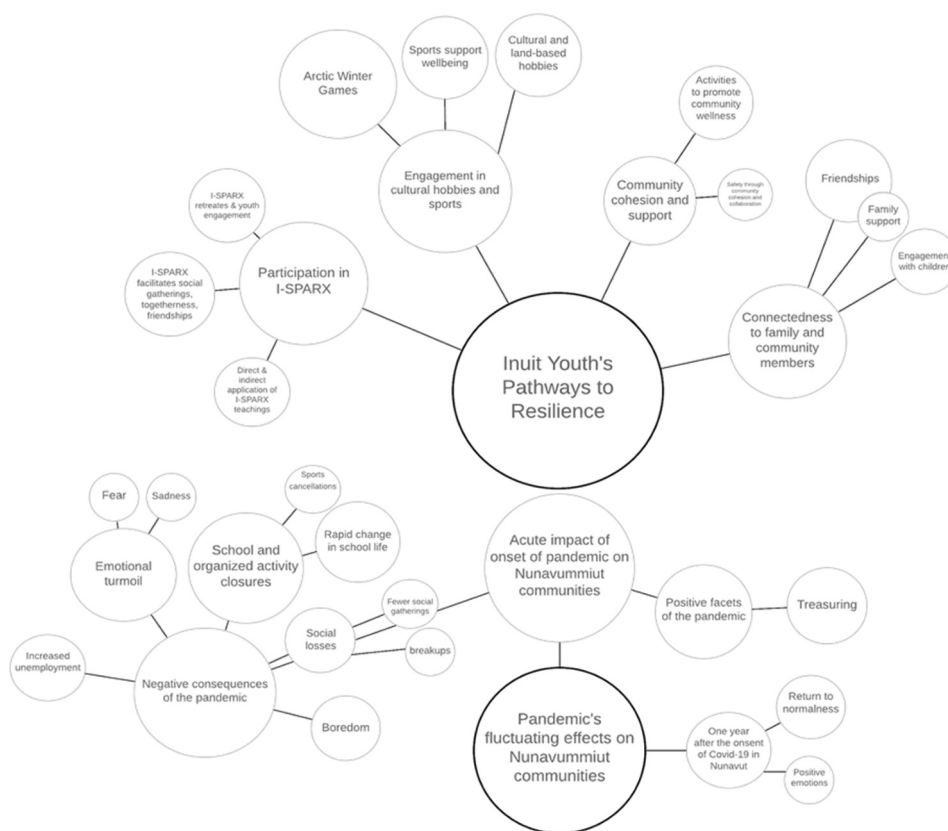 Arctic Winter
Games
Sports support
wellbeing
Cultural and
land-based
hobbies
Engagement in
cultural hobbies and
sports
Activities
to promote
community
wellness
Community
cohesion and
support
Safety through
community
cohesion and
collaboration
Friendships
Family
support
Engagement
with children
Connectedness
to family and
community
members
I-SPARX
retreates & youth
engagement
I-SPARX
facilitates social
gatherings,
togetherness,
friendships
Participation in
I-SPARX
Direct &
indirect
application of
I-SPARX
teachings
Inuit Youth's
Pathways to
Resilience
Fear
Sadness
Emotional
turmoil
Sports
cancellations
School and
organized activity
closures
Rapid change
in school life
Fewer social
gatherings
Social
losses
breakups
Increased
unemployment
Negative consequences
of the pandemic
Boredom
Acute impact of
onset of pandemic on
Nunavummiut
communities
Positive facets
of the pandemic
Treasuring
Pandemic's
fluctuating effects on
Nunavummiut
communities
One year
after the onsent
of Covid-19 in
Nunavut
Return to
normalness
Positive
emotions